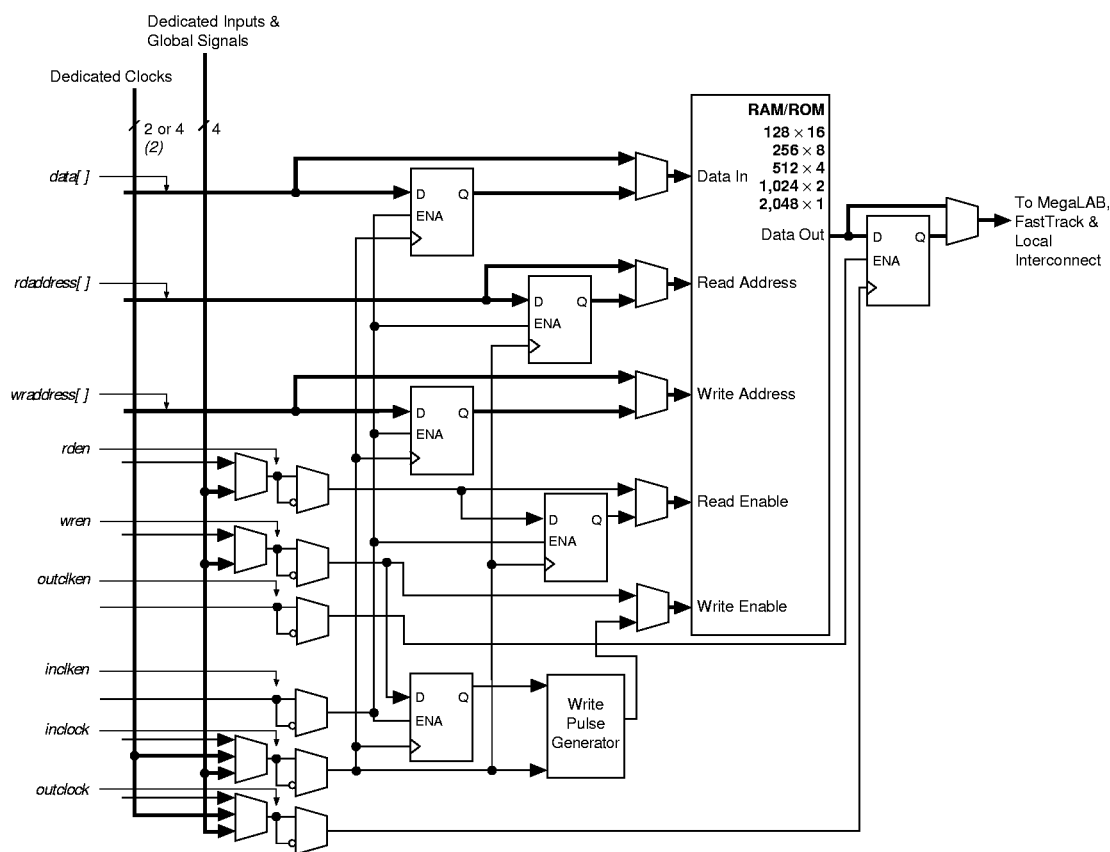 Dedicated Inputs &
Global Signals
Dedicated Clocks
2 or 4
(2)
4
RAM/ROM
128 × 16
256 × 8
512 × 4
1,024 × 2
2,048 × 1
data[ ]
D
Q
ENA
Data In
Data Out
D
Q
ENA
To MegaLAB,
FastTrack &
Local
Interconnect
rdaddress[ ]
D
Q
ENA
Read Address
wraddress[ ]
D
Q
ENA
Write Address
rden
D
Q
ENA
Read Enable
wren
outclken
Write Enable
inclken
D
Q
ENA
Write
Pulse
Generator
inclock
outclock